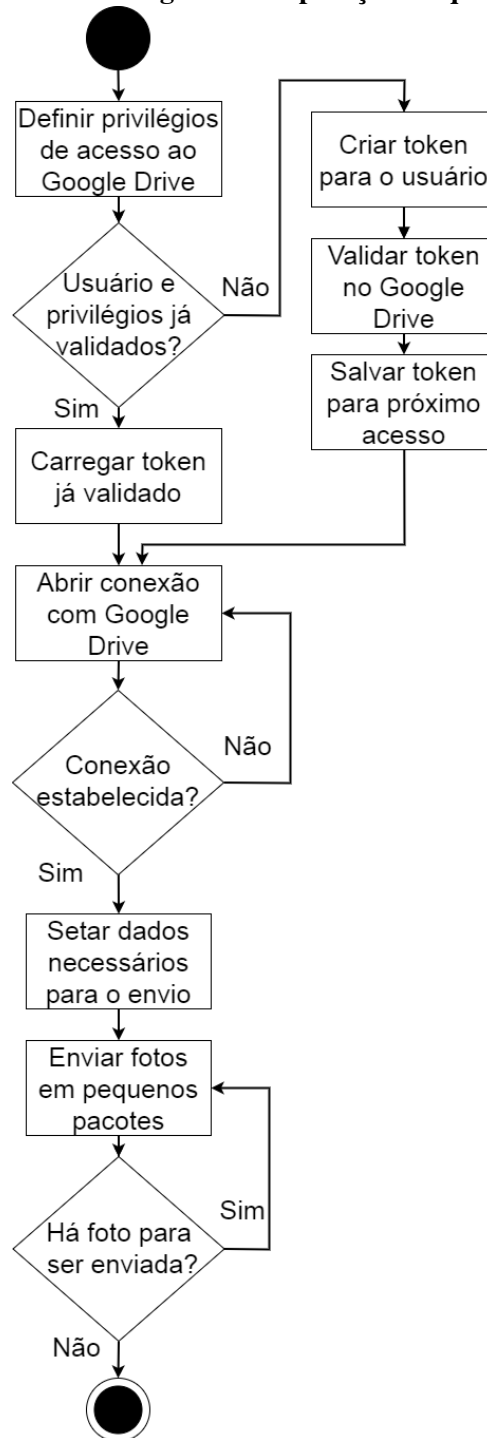 Definir privilégios
de acesso ao
Google Drive
Criar token
para o usuário
Usuário e
privilégios já
validados?
Não
Validar token
no Google
Drive
Salvar token
para próximo
acesso
Sim
Carregar token
já validado
Abrir conexão
com Google
Drive
Não
Conexão
estabelecida?
Sim
Setar dados
necessários
para o envio
Enviar fotos
em pequenos
pacotes
Sim
Há foto para
ser enviada?
Não